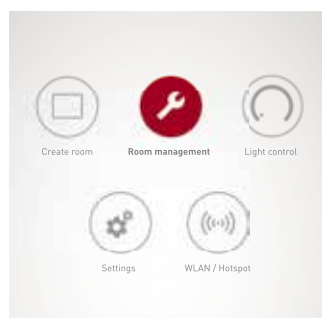 Create room
Room management
Light control
Settings
WLAN / Hotspot